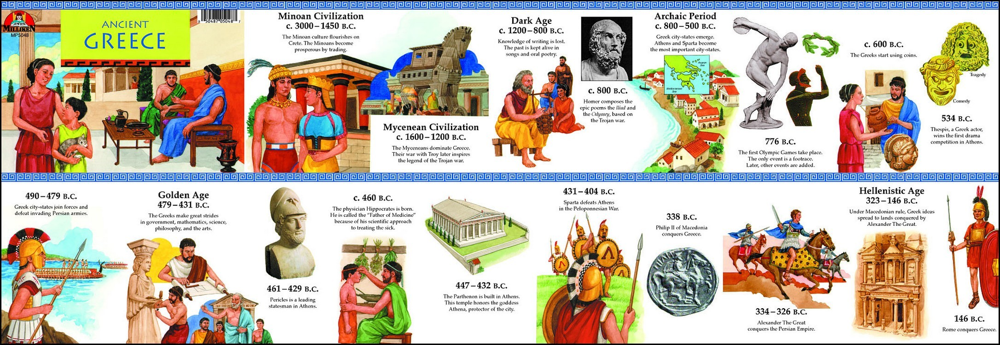 MILLIKEN
MP5048
ANCIENT
GREECE
0 50487 05048 7
Minoan Civilization
c. 3000–1450 B.C.
The Minoan culture flourishes on
Crete. The Minoans become
prosperous by trading.
Mycenean Civilization
c. 1600–1200 B.C.
The Myceneans dominate Greece.
Their war with Troy later inspires
the legend of the Trojan war.
Dark Age
c. 1200–800 B.C.
Knowledge of writing is lost.
The past is kept alive in
songs and oral poetry.
c. 800 B.C.
Homer composes the
epic poems the Iliad and
the Odyssey, based on
the Trojan war.
Archaic Period
c. 800–500 B.C.
Greek city-states emerge.
Athens and Sparta become
the most important city-states.
Aegean
Sea
Athens
Sparta
Mediterranean
Sea
776 B.C.
The first Olympic Games take place.
The only event is a footrace.
Later, other events are added.
c. 600 B.C.
The Greeks start using coins.
Tragedy
Comedy
534 B.C.
Thespis, a Greek actor,
wins the first drama
competition in Athens.
490–479 B.C.
Greek city-states join forces and
defeat invading Persian armies.
Golden Age
479–431 B.C.
The Greeks make great strides
in government, mathematics, science,
philosophy, and the arts.
461–429 B.C.
Pericles is a leading
statesman in Athens.
c. 460 B.C.
The physician Hippocrates is born.
He is called the “Father of Medicine”
because of his scientific approach
to treating the sick.
447–432 B.C.
The Parthenon is built in Athens.
This temple honors the goddess
Athena, protector of the city.
431–404 B.C.
Sparta defeats Athens
in the Peloponnesian War.
338 B.C.
Philip II of Macedonia
conquers Greece.
334–326 B.C.
Alexander The Great
conquers the Persian Empire.
Hellenistic Age
323–146 B.C.
Under Macedonian rule, Greek ideas
spread to lands conquered by
Alexander The Great.
146 B.C.
Rome conquers Greece.